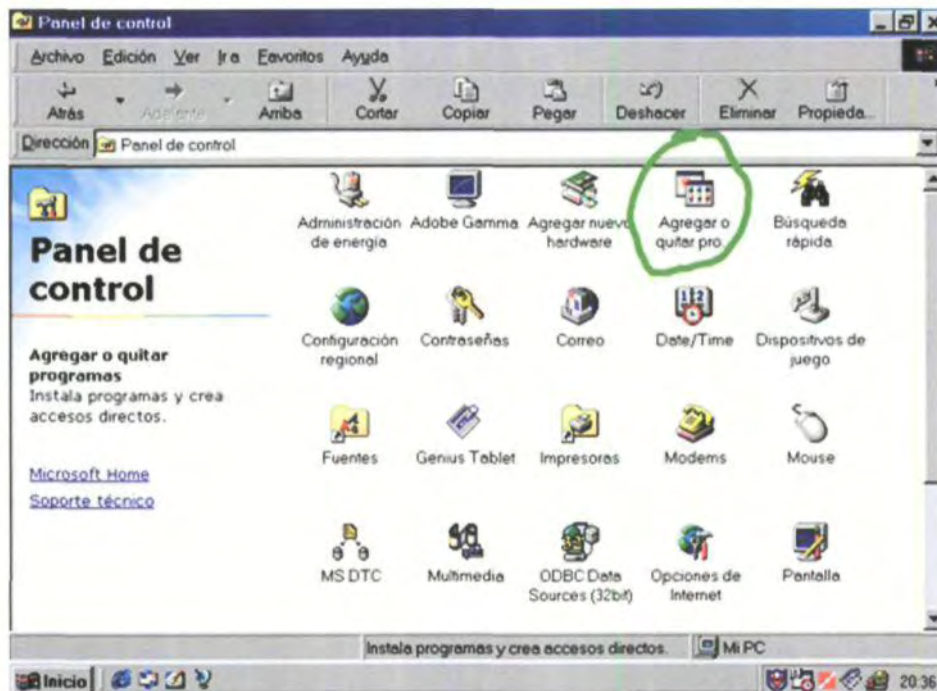 Panel de control
Archivo Edición Ver Ir a Favoritos Ayuda
Atrás Adelante Arriba Cortar Copiar Pegar Deshacer Eliminar Propieda...
Dirección Panel de control
Panel de
control
Agregar o quitar
programas
Instala programas y crea
accesos directos.
Microsoft Home
Soporte técnico
Administración
de energía
Adobe Gamma
Agregar nuevo
hardware
Agregar o
quitar pro...
Búsqueda
rápida
Configuración
regional
Contraseñas
Correo
Date/Time
Dispositivos de
juego
Fuentes
Genius Tablet
Impresoras
Modems
Mouse
MS DTC
Multimedia
ODBC Data
Sources (32bit)
Opciones de
Internet
Pantalla
Instala programas y crea accesos directos. Mi PC
Inicio 20:36